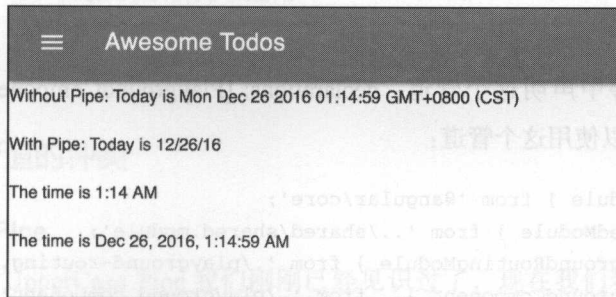 Awesome Todos
Without Pipe: Today is Mon Dec 26 2016 01:14:59 GMT+0800 (CST)
With Pipe: Today is 12/26/16
The time is 1:14 AM
The time is Dec 26, 2016, 1:14:59 AM